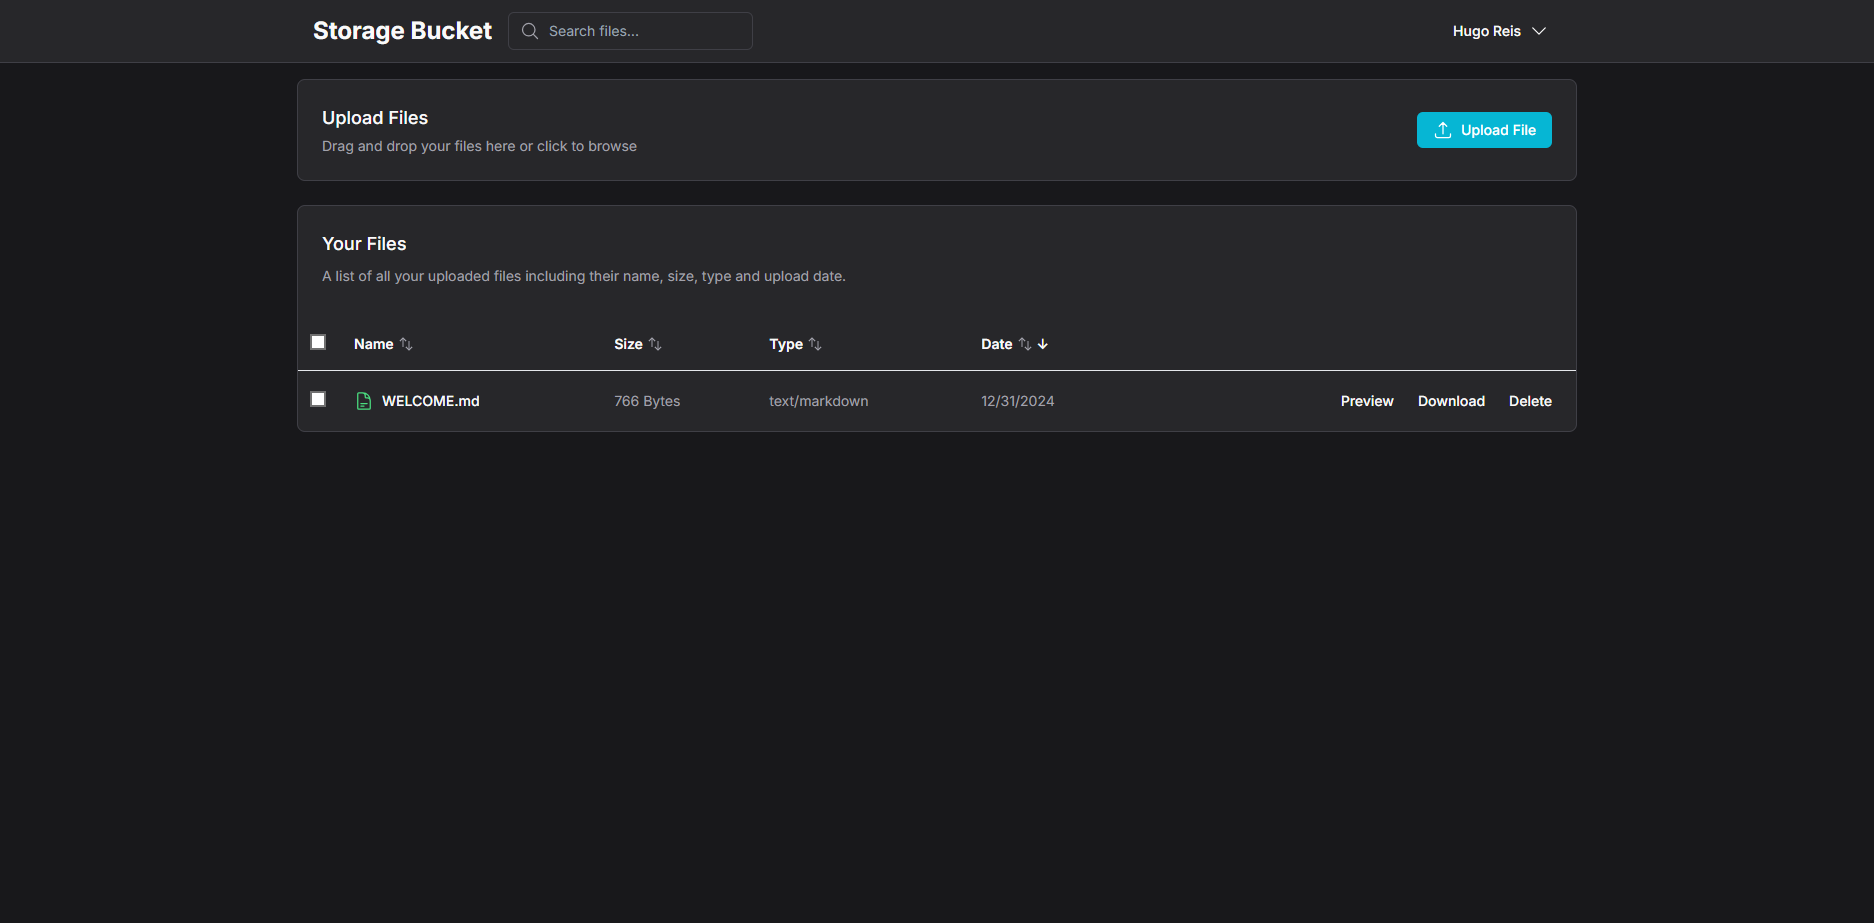 Storage Bucket
Search files...
Hugo Reis
Upload Files
Drag and drop your files here or click to browse
Upload File
Your Files
A list of all your uploaded files including their name, size, type and upload date.
Name Size Type Date
WELCOME.md 766 Bytes text/markdown 12/31/2024 Preview Download Delete